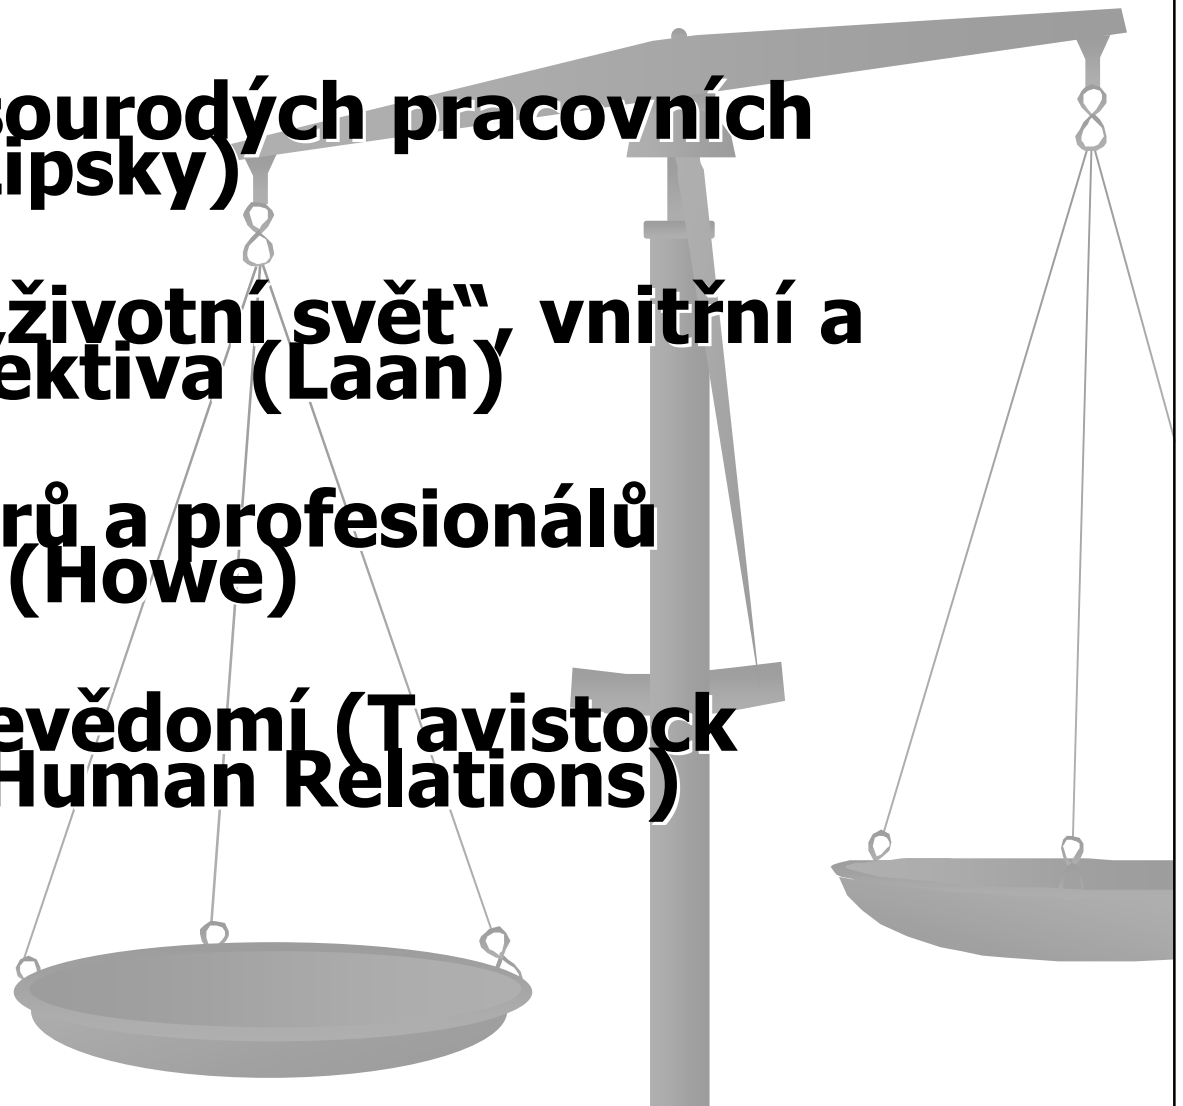 sourodých pracovních
Lipsky)
„životní svět“, vnitřní a
ektiva (Laan)
rů a profesionálů
(Howe)
evědomí (Tavistock
Human Relations)